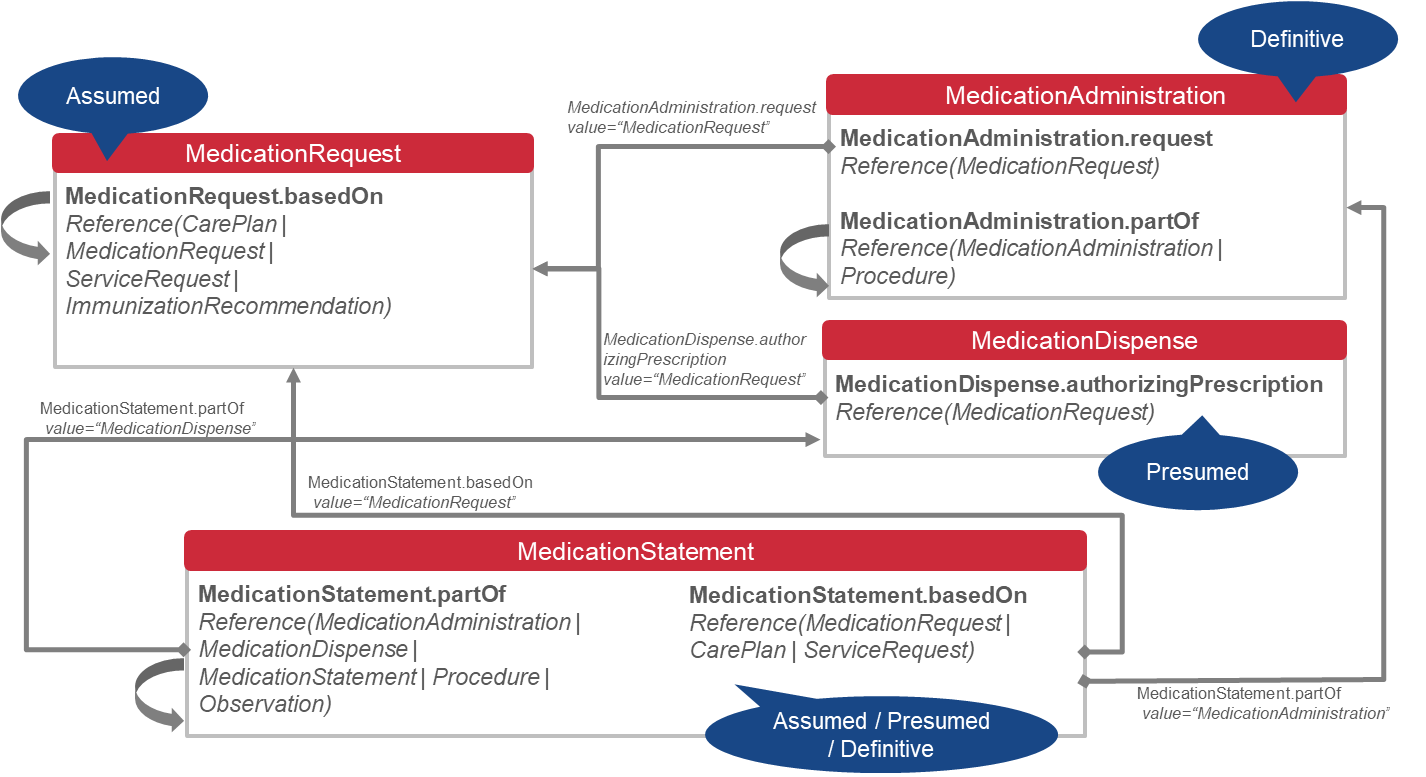 Definitive
Assumed
MedicationAdministration
MedicationAdministration.request
value=“MedicationRequest”
MedicationRequest
MedicationAdministration.request
Reference(MedicationRequest)
MedicationRequest.basedOn
Reference(CarePlan |
MedicationRequest |
ServiceRequest |
ImmunizationRecommendation)
MedicationAdministration.partOf
Reference(MedicationAdministration |
Procedure)
MedicationDispense.author
izingPrescription
value=“MedicationRequest”
MedicationDispense
MedicationDispense.authorizingPrescription
Reference(MedicationRequest)
Presumed
MedicationStatement.partOf
value=“MedicationDispense”
MedicationStatement.basedOn
value=“MedicationRequest”
MedicationStatement
MedicationStatement.partOf
Reference(MedicationAdministration |
MedicationDispense |
MedicationStatement | Procedure |
Observation)
MedicationStatement.basedOn
Reference(MedicationRequest |
CarePlan | ServiceRequest)
Assumed / Presumed
/ Definitive
MedicationStatement.partOf
value=“MedicationAdministration”